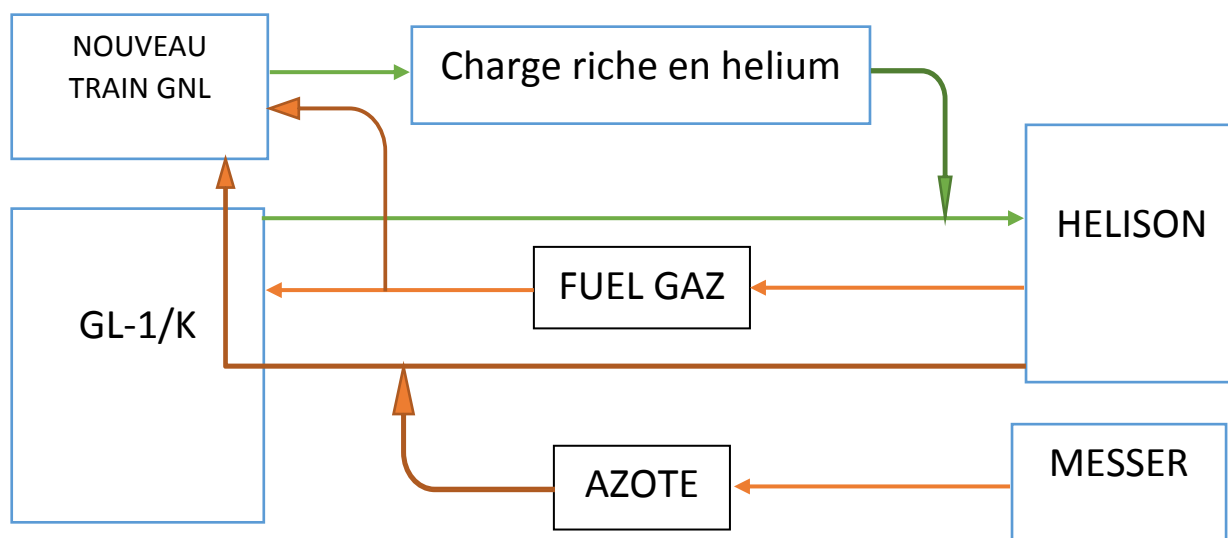 NOUVEAU
TRAIN GNL
Charge riche en helium
HELISON
FUEL GAZ
GL-1/K
MESSER
AZOTE